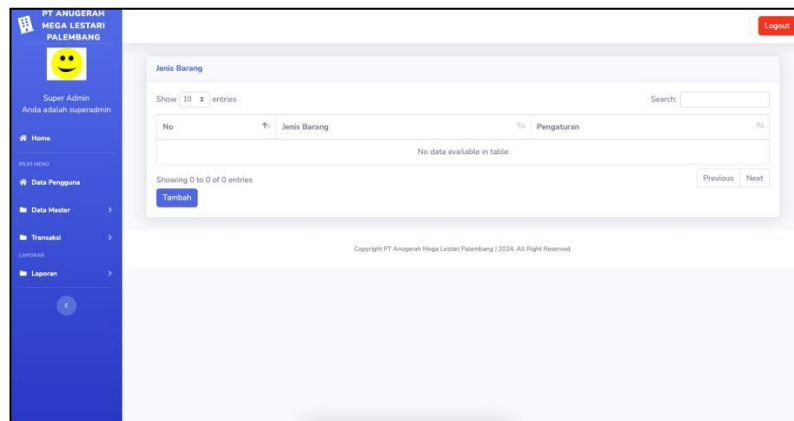 PT ANUGERAH
MEGA LESTARI
PALEMBANG
Logout
Super Admin
Anda adalah superadmin
Home
PILIH MENU
Data Pengguna
Data Master
Transaksi
LAPORAN
Laporan
Jenis Barang
Show 10 entries
Search:
No Jenis Barang Pengaturan
No data available in table
Showing 0 to 0 of 0 entries
Previous Next
Tambah
Copyright PT Anugerah Mega Lestari Palembang | 2024. All Right Reserved.